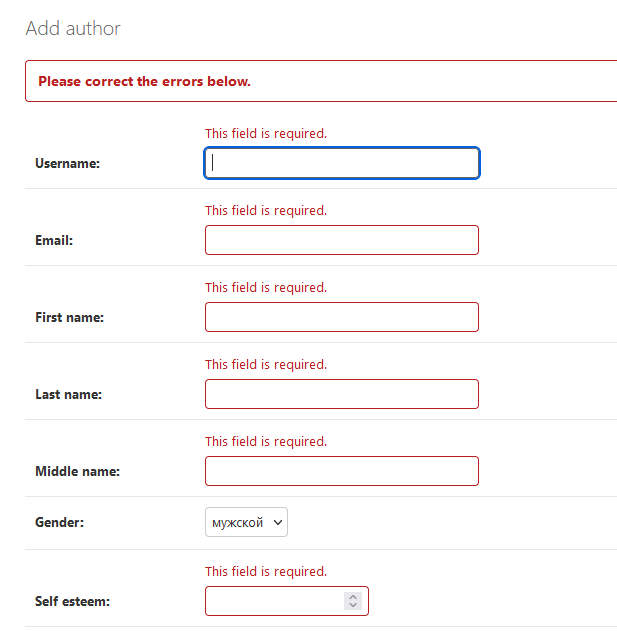 Add author
Please correct the errors below.
This field is required.
Username:
This field is required.
Email:
This field is required.
First name:
This field is required.
Last name:
This field is required.
Middle name:
Gender: мужской
This field is required.
Self esteem: